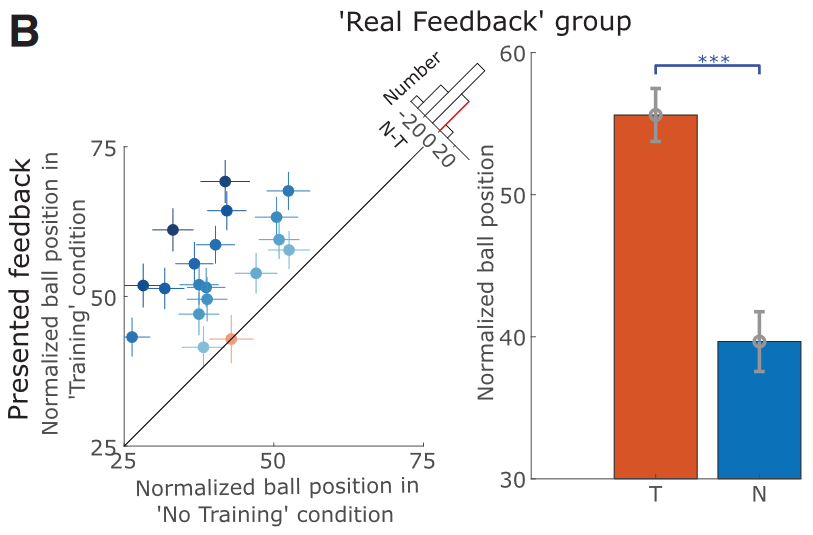 B
'Real Feedback' group
Presented feedback
Normalized ball position in
'Training' condition
75
50
25
25
50
75
Normalized ball position in
'No Training' condition
Number
-20 0 20
N-T
Normalized ball position
60
50
40
30
***
T
N